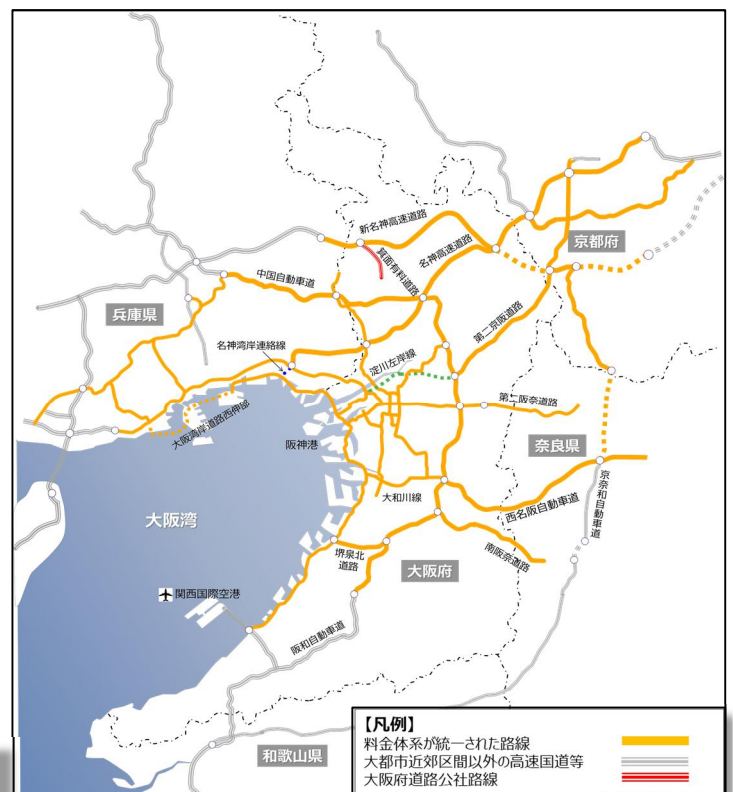 新名神高速道路
箕面有料道路
名神高速道路
京都府
中国自動車道
兵庫県
第二京阪道路
名神湾岸連絡線
淀川左岸線
第二阪奈道路
大阪湾岸道路西伸部
阪神港
奈良県
大和川線
京奈和自動車道
西名阪自動車道
大阪湾
堺泉北
道路
南阪奈道路
大阪府
関西国際空港
阪和自動車道
和歌山県
【凡例】
料金体系が統一された路線
大都市近郊区間以外の高速国道等
大阪府道路公社路線